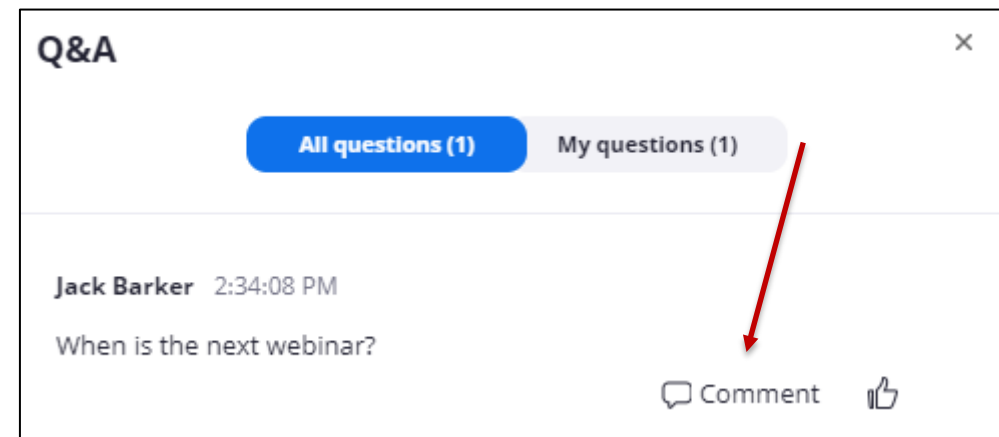 Q&A
All questions (1) My questions (1)
Jack Barker 2:34:08 PM
When is the next webinar?
Comment